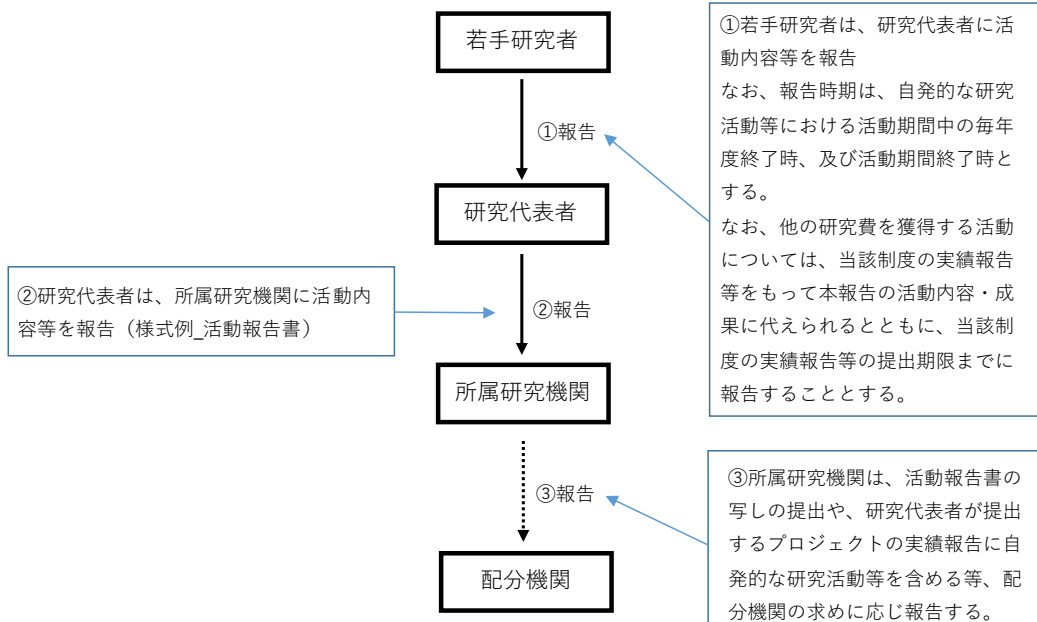 若手研究者
①報告
①若手研究者は、研究代表者に活
動内容等を報告
なお、報告時期は、自発的な研究
活動等における活動期間中の毎年
度終了時、及び活動期間終了時と
する。
なお、他の研究費を獲得する活動
については、当該制度の実績報告
等をもって本報告の活動内容・成
果に代えられるとともに、当該制
度の実績報告等の提出期限までに
報告することとする。
研究代表者
②研究代表者は、所属研究機関に活動内
容等を報告（様式例_活動報告書）
②報告
所属研究機関
③報告
③所属研究機関は、活動報告書の
写しの提出や、研究代表者が提出
するプロジェクトの実績報告に自
発的な研究活動等を含める等、配
分機関の求めに応じ報告する。
配分機関